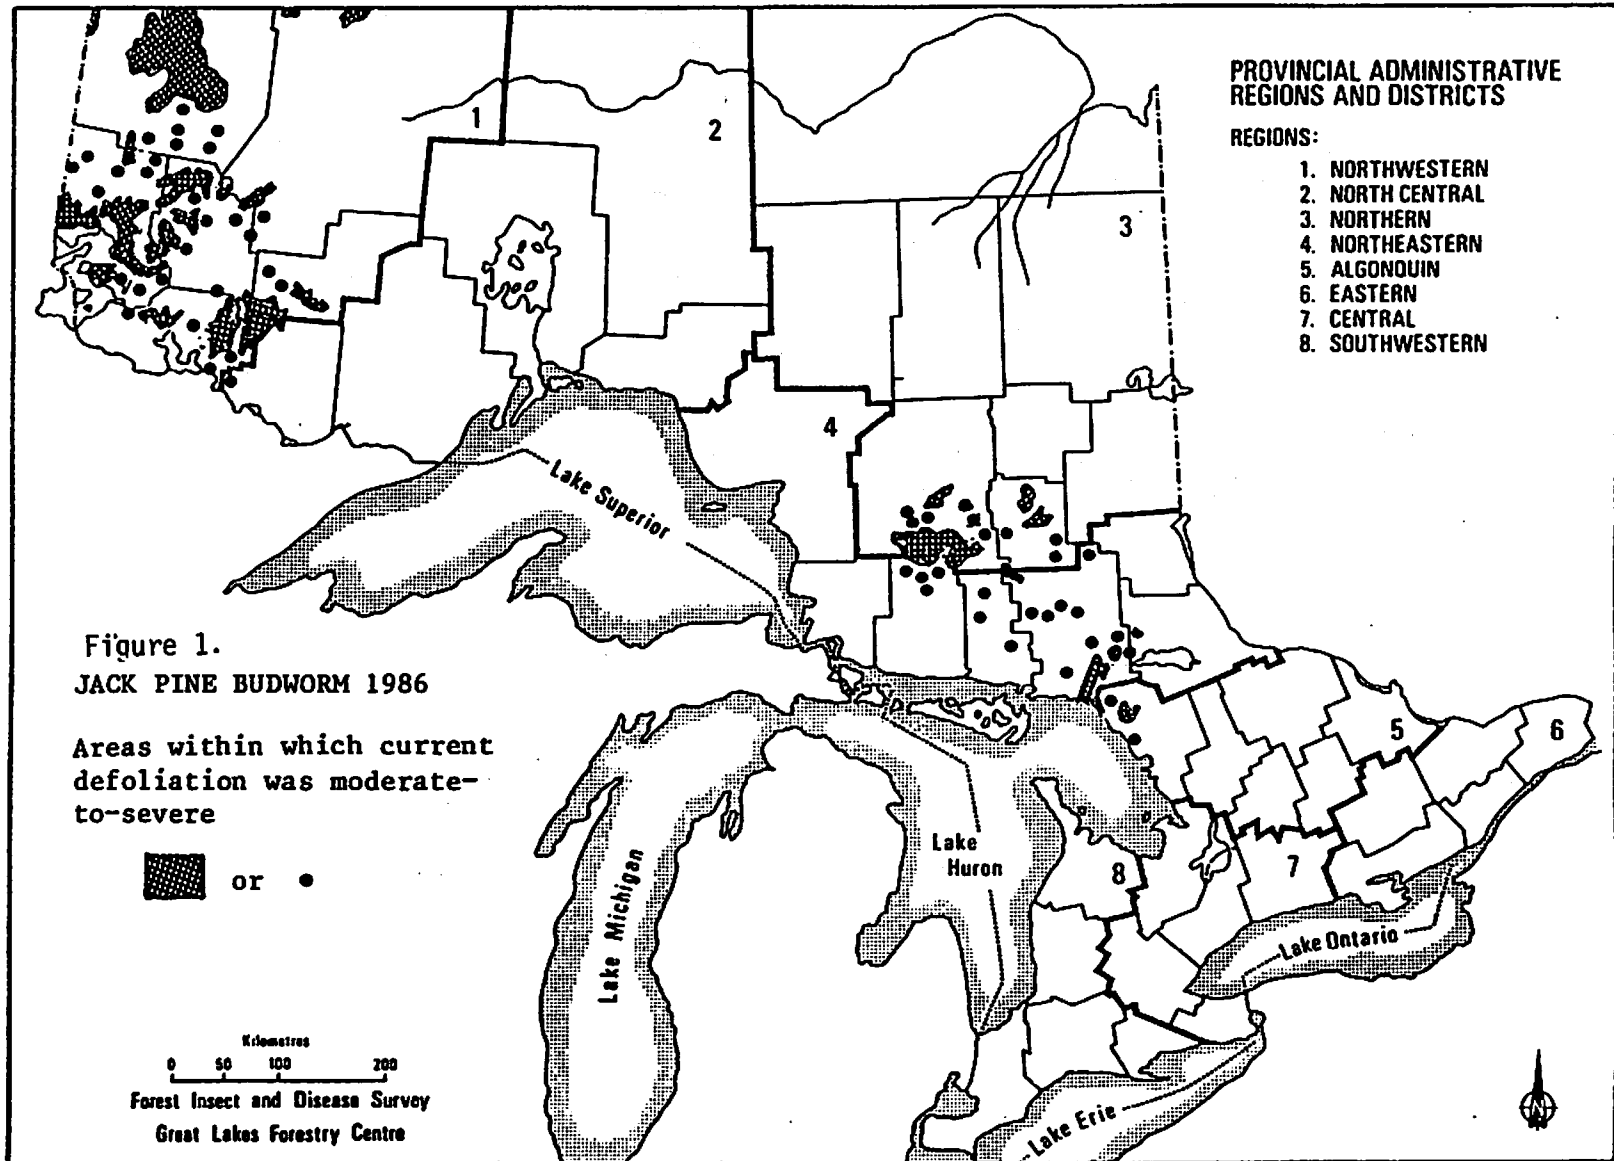 PROVINCIAL ADMINISTRATIVE
REGIONS AND DISTRICTS
REGIONS:
1. NORTHWESTERN
2. NORTH CENTRAL
3. NORTHERN
4. NORTHEASTERN
5. ALGONQUIN
6. EASTERN
7. CENTRAL
8. SOUTHWESTERN
1
2
3
4
5
6
7
8
Lake Superior
Lake Michigan
Lake
Huron
Lake Ontario
Lake Erie
Figure 1.
JACK PINE BUDWORM 1986
Areas within which current
defoliation was moderate-
to-severe
or
Kilometres
0 50 100 200
Forest Insect and Disease Survey
Great Lakes Forestry Centre
N